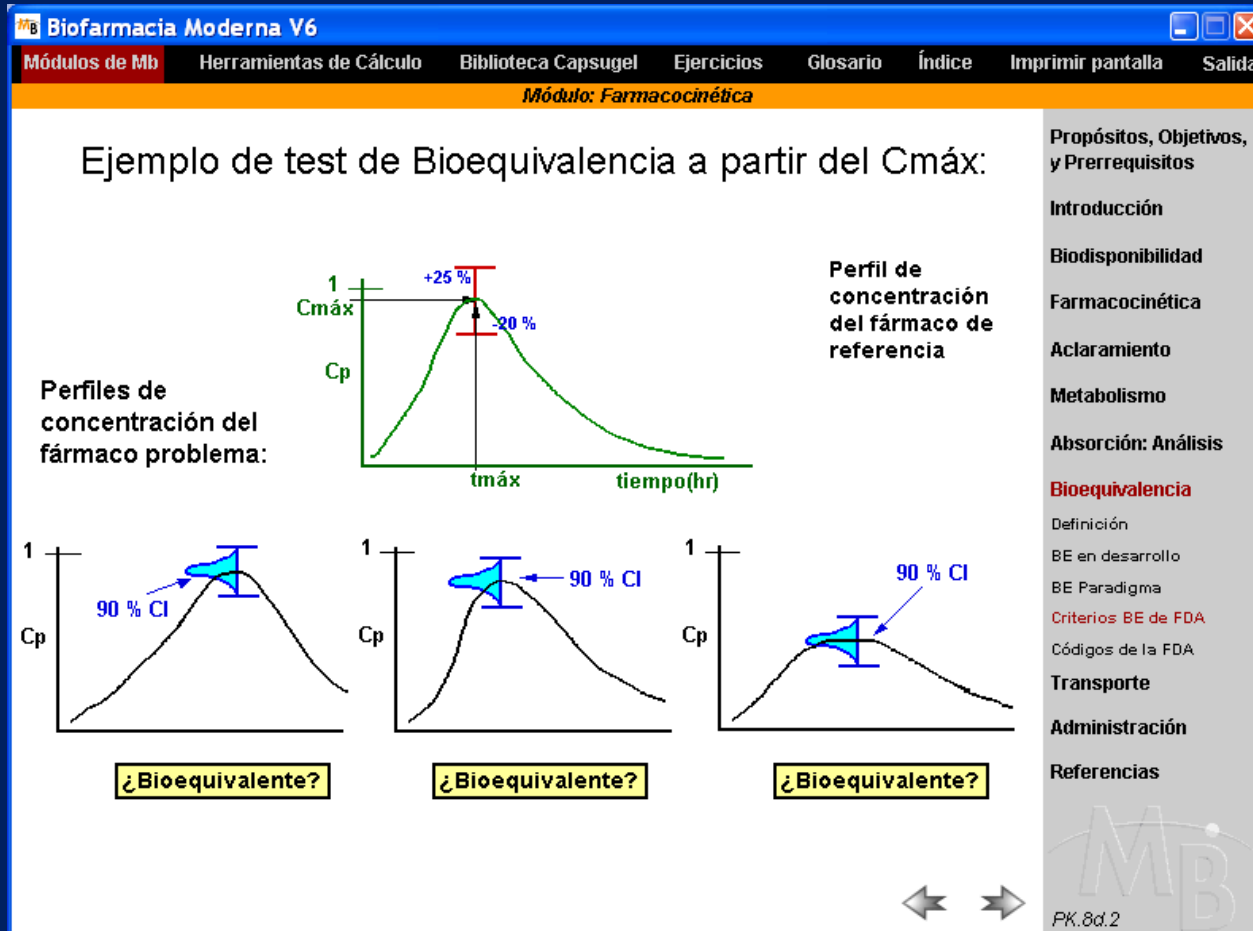 MB Biofarmacia Moderna V6
Módulos de Mb Herramientas de Cálculo Biblioteca Capsugel Ejercicios Glosario Índice Imprimir pantalla Salida
Módulo: Farmacocinética
Ejemplo de test de Bioequivalencia a partir del Cmáx:
Perfil de
concentración
del fármaco de
referencia
+25 %
1
Cmáx
-20 %
Cp
tmáx tiempo(hr)
Perfiles de
concentración del
fármaco problema:
1
90 % CI
Cp
¿Bioequivalente?
1
90 % CI
Cp
¿Bioequivalente?
1
90 % CI
Cp
¿Bioequivalente?
Propósitos, Objetivos,
y Prerrequisitos
Introducción
Biodisponibilidad
Farmacocinética
Aclaramiento
Metabolismo
Absorción: Análisis
Bioequivalencia
Definición
BE en desarrollo
BE Paradigma
Criterios BE de FDA
Códigos de la FDA
Transporte
Administración
Referencias
MB
PK.8d.2